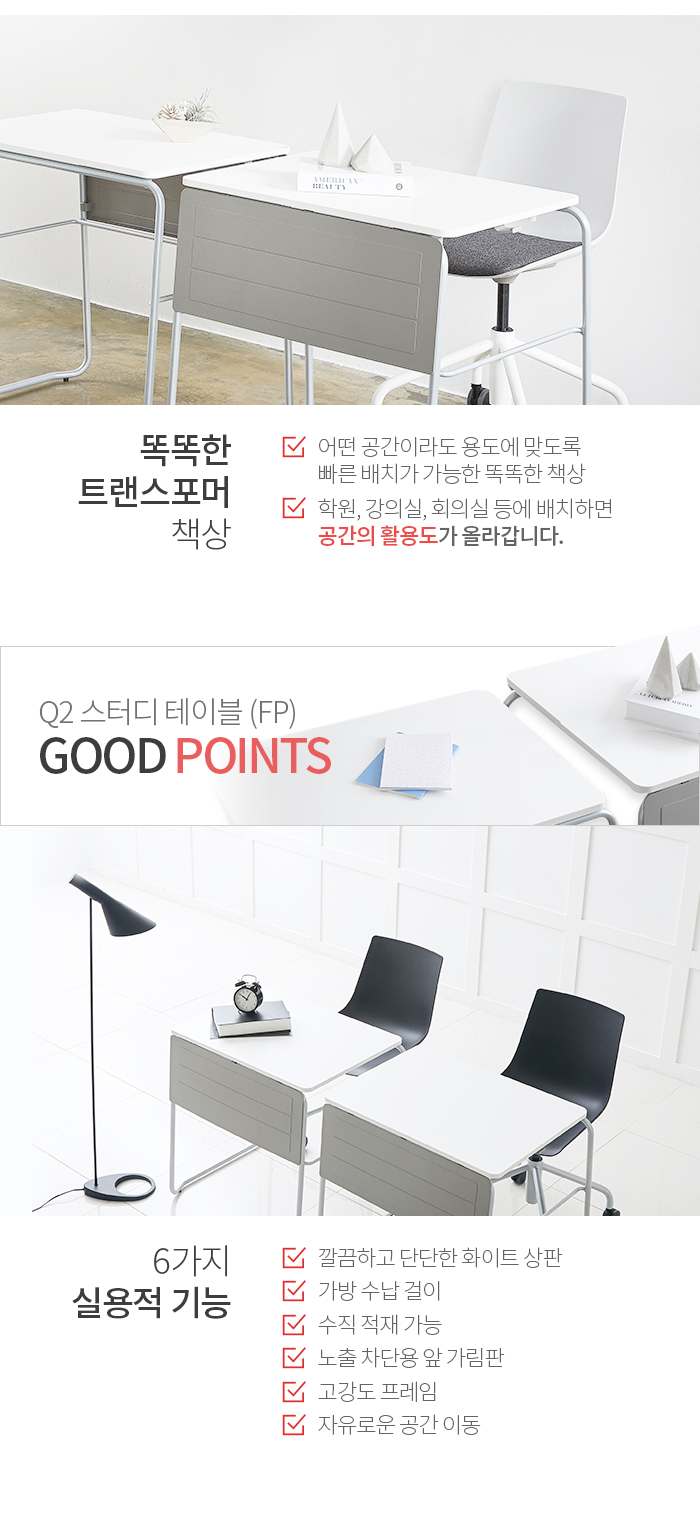 AMERICAN
BEAUTY
똑똑한
트랜스포머
책상
어떤 공간이라도 용도에 맞도록
빠른 배치가 가능한 똑똑한 책상
학원, 강의실, 회의실 등에 배치하면
공간의 활용도가 올라갑니다.
Q2 스터디 테이블 (FP)
GOOD POINTS
6가지
실용적 기능
깔끔하고 단단한 화이트 상판
가방 수납 걸이
수직 적재 가능
노출 차단용 앞 가림판
고강도 프레임
자유로운 공간 이동